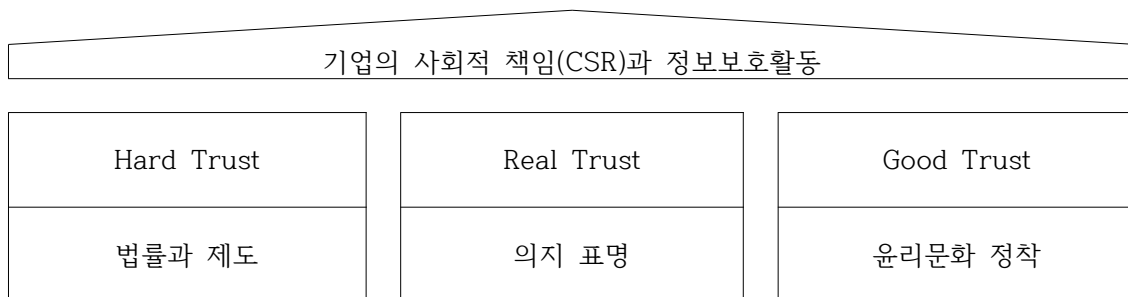 기업의 사회적 책임(CSR)과 정보보호활동
Hard Trust
Real Trust
Good Trust
법률과 제도
의지 표명
윤리문화 정착